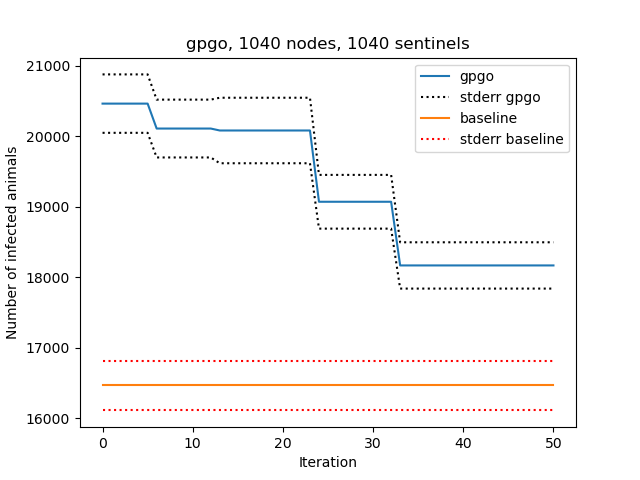 gpgo, 1040 nodes, 1040 sentinels
21000
20000
19000
18000
17000
16000
Number of infected animals
gpgo
stderr gpgo
baseline
stderr baseline
0 10 20 30 40 50
Iteration